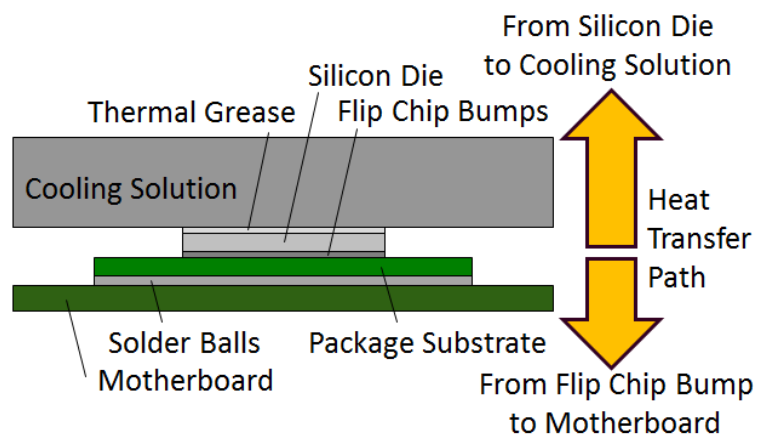 From Silicon Die
to Cooling Solution
Silicon Die
Thermal Grease
Flip Chip Bumps
Cooling Solution
Heat
Transfer
Path
Solder Balls
Package Substrate
Motherboard
From Flip Chip Bump
to Motherboard